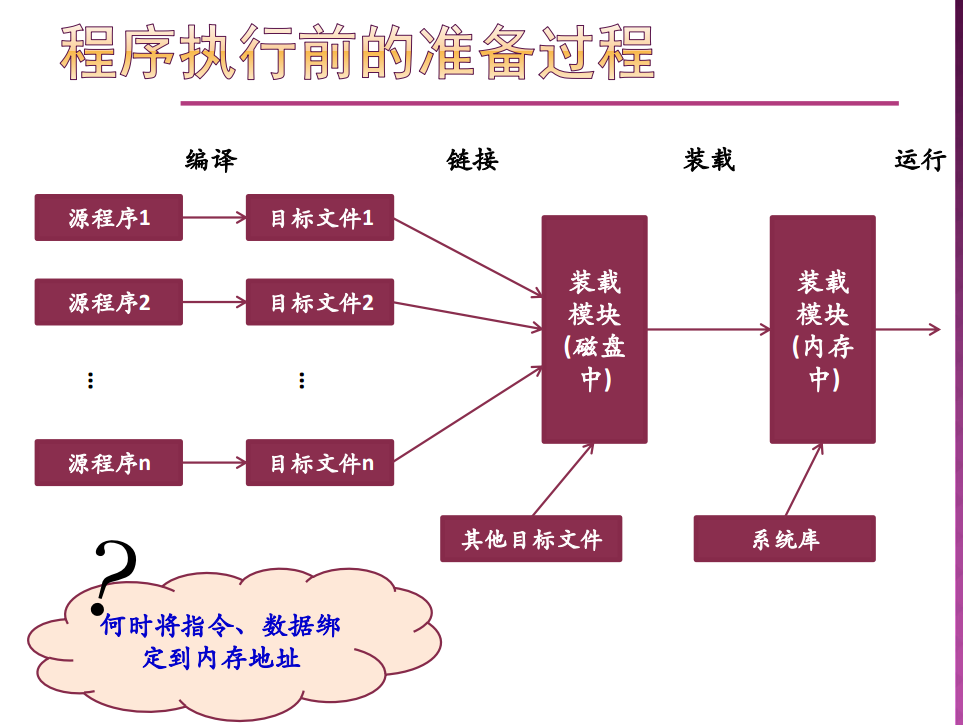 程序执行前的准备过程
编译 链接 装载 运行
源程序1 目标文件1
源程序2 目标文件2
⋮ ⋮
源程序n 目标文件n
装载
模块
(磁盘
中)
装载
模块
(内存
中)
其他目标文件 系统库
?
何时将指令、数据绑
定到内存地址